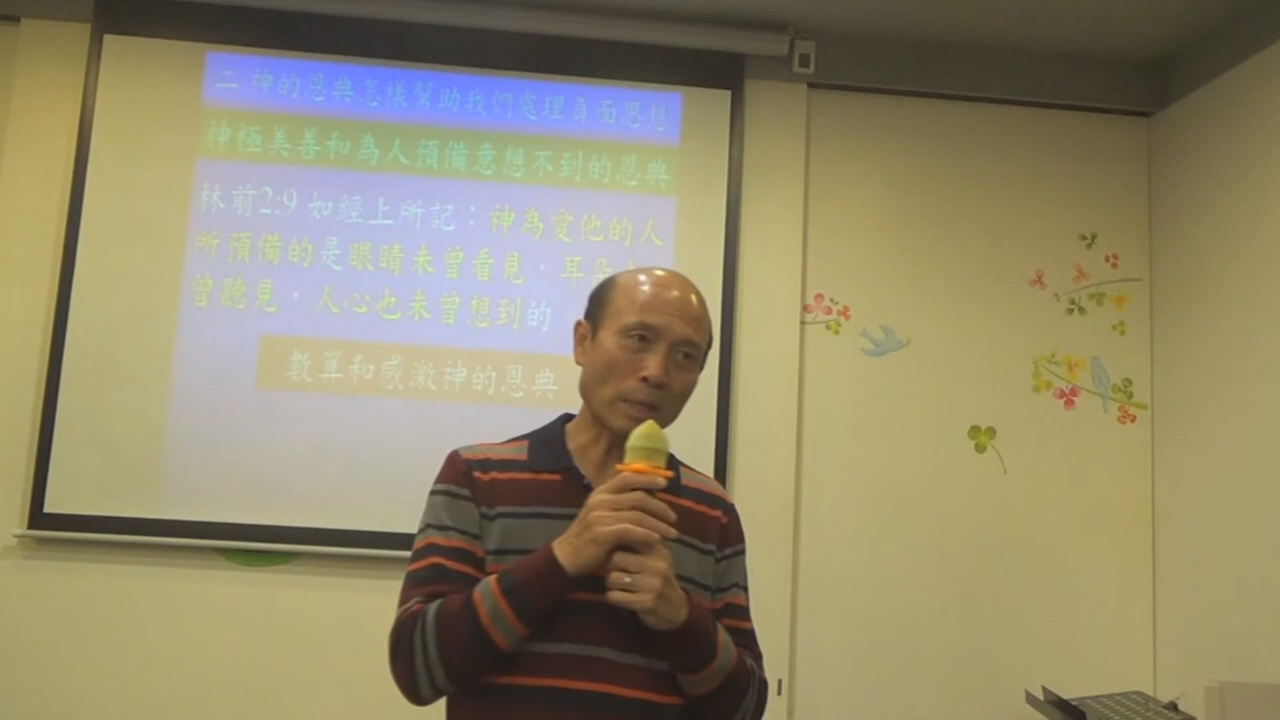 二.神的恩典怎樣幫助我們處理負面思想
神極美善和為人預備意想不到的恩典
林前2:9 如經上所記：神為愛他的人
所預備的是眼睛未曾看見，耳朵
曾聽見，人心也未曾想到的
數算和感激神的恩典